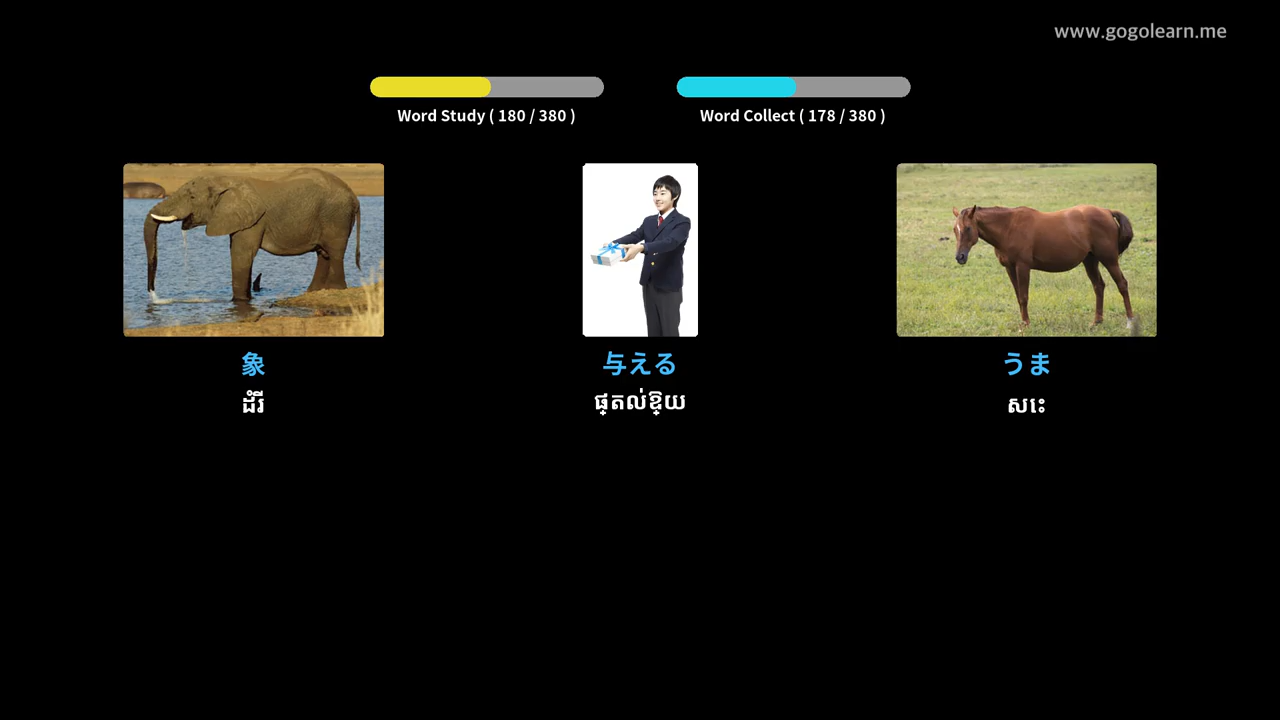 www.gogolearn.me
Word Study ( 180 / 380 )
Word Collect ( 178 / 380 )
象
与える
うま
ដំរី
ផ្តល់ឱ្យ
សេះ